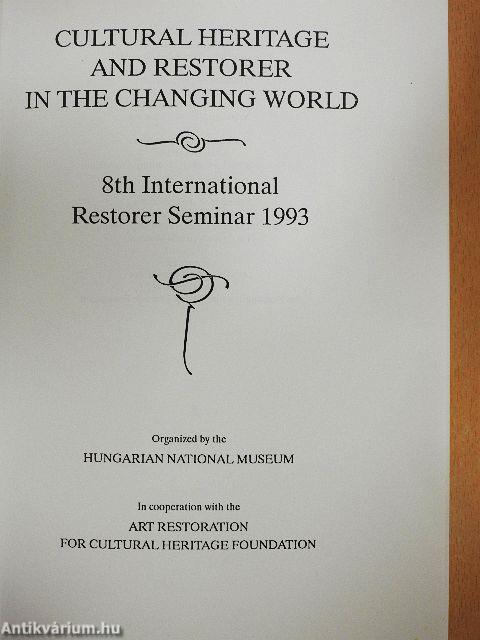 CULTURAL HERITAGE
AND RESTORER
IN THE CHANGING WORLD
8th International
Restorer Seminar 1993
Organized by the
HUNGARIAN NATIONAL MUSEUM
In cooperation with the
ART RESTORATION
FOR CULTURAL HERITAGE FOUNDATION
Antikvárium.hu